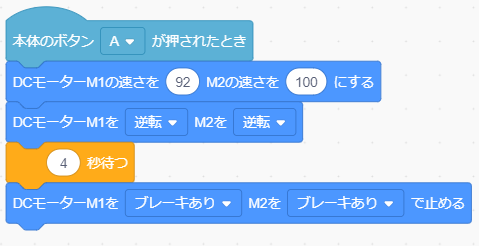 本体のボタン A が押されたとき
DCモーターM1の速さを 92 M2の速さを 100 にする
DCモーターM1を 逆転 M2を 逆転
4 秒待つ
DCモーターM1を ブレーキあり M2を ブレーキあり で止める